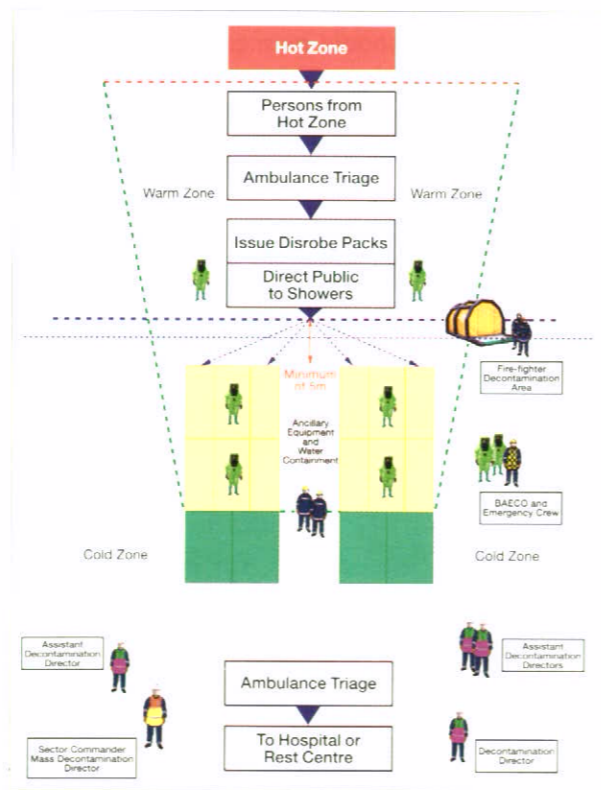 Hot Zone
Persons from
Hot Zone
Ambulance Triage
Warm Zone
Warm Zone
Issue Disrobe Packs
Direct Public
to Showers
Minimum
of 5m
Fire-fighter
Decontamination
Area
Ancillary
Equipment
and
Water
Containment
BAECO and
Emergency Crew
Cold Zone
Cold Zone
Assistant
Decontamination
Director
Assistant
Decontamination
Directors
Ambulance Triage
Sector Commander
Mass Decontamination
Director
To Hospital or
Rest Centre
Decontamination
Director